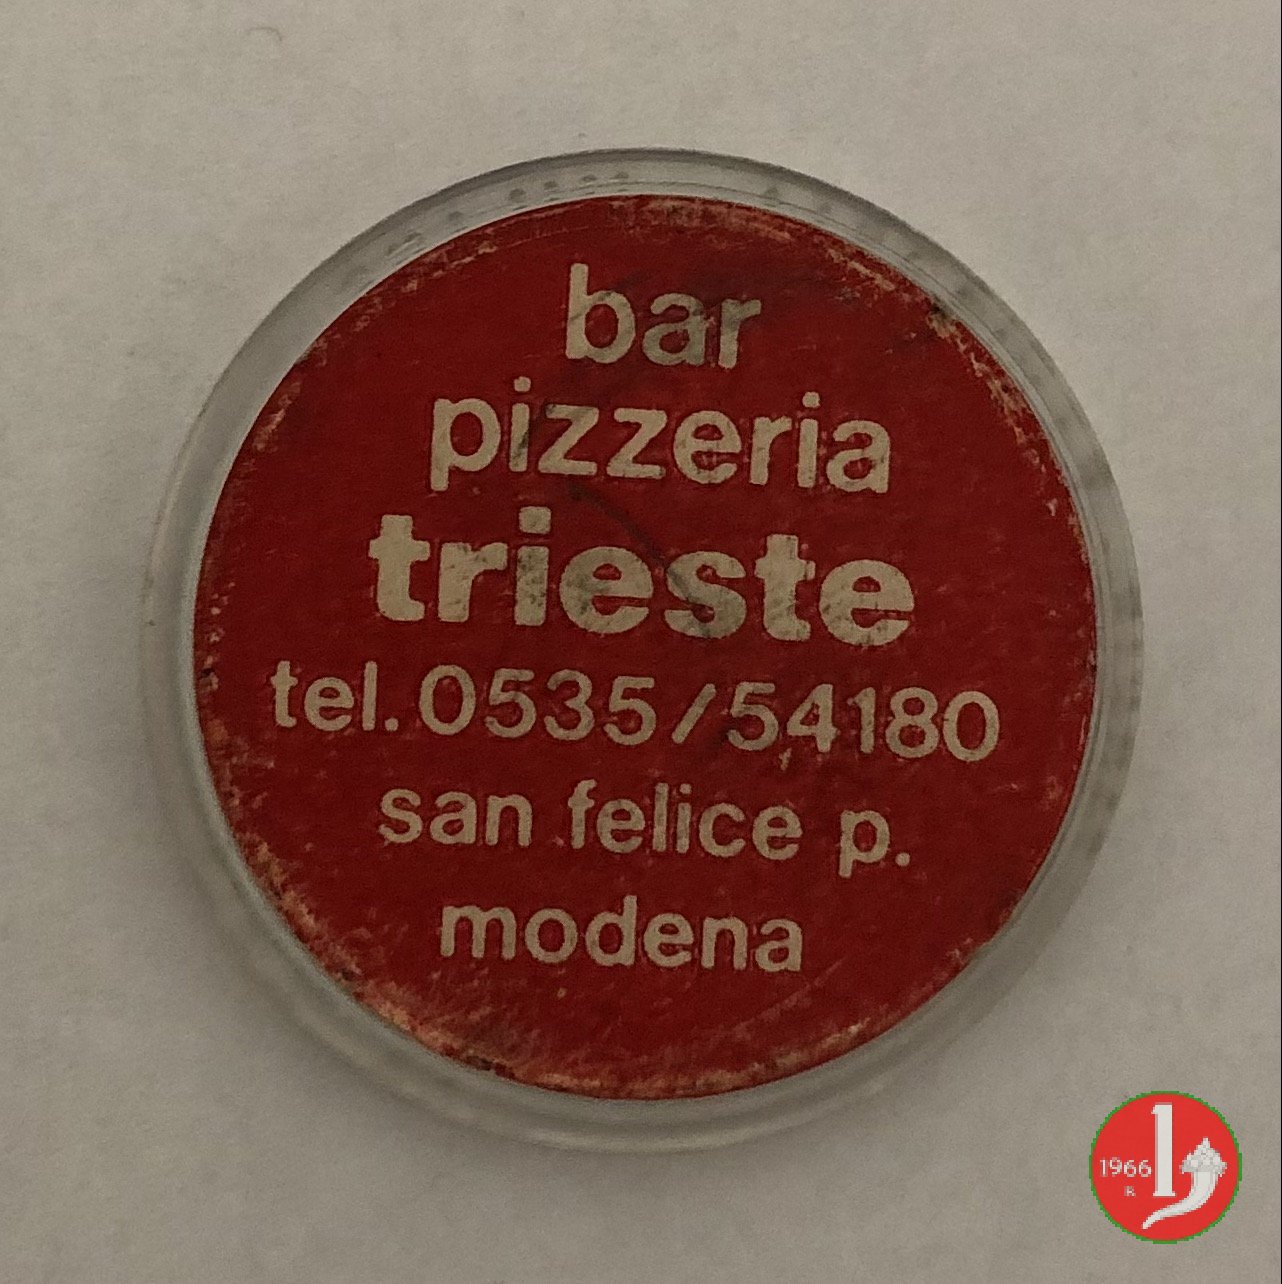 bar
pizzeria
trieste
tel. 0535/54180
san felice p.
modena
1966
R